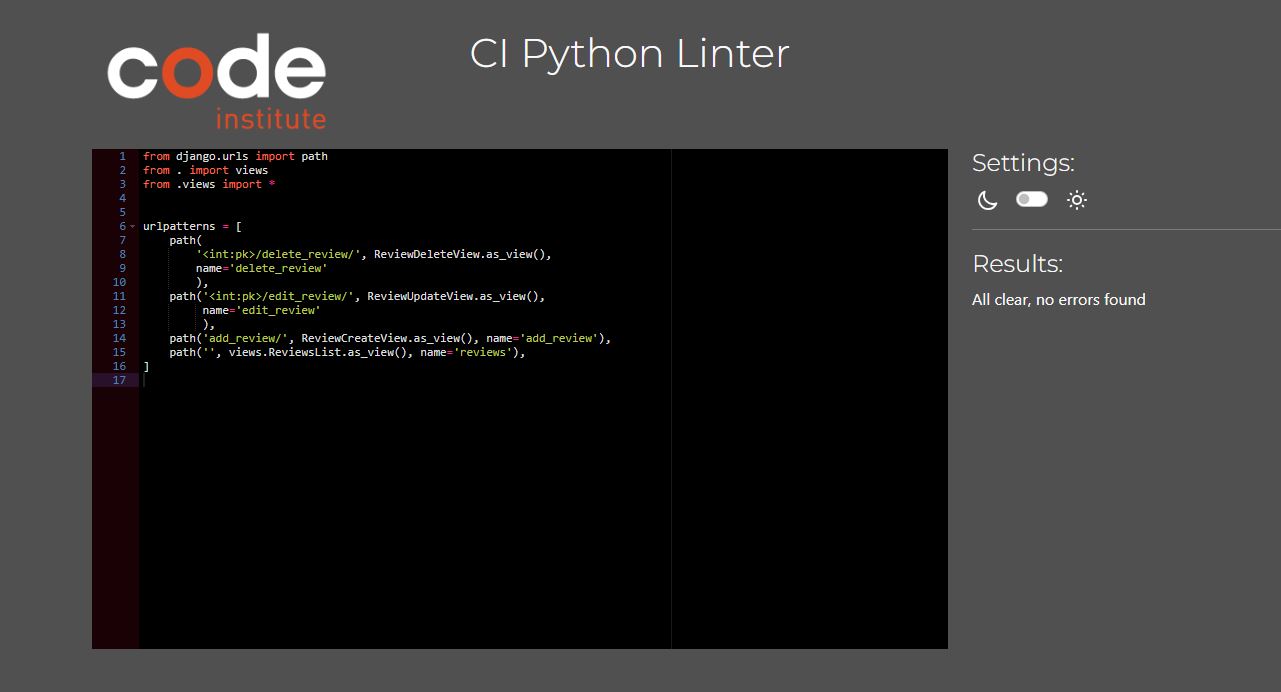 code
institute
CI Python Linter
1 from django.urls import path
2 from . import views
3 from .views import *
4
5
6 urlpatterns = [
7     path(
8         '<int:pk>/delete_review/', ReviewDeleteView.as_view(),
9         name='delete_review'
10         ),
11     path('<int:pk>/edit_review/', ReviewUpdateView.as_view(),
12          name='edit_review'
13          ),
14     path('add_review/', ReviewCreateView.as_view(), name='add_review'),
15     path('', views.ReviewsList.as_view(), name='reviews'),
16 ]
17
Settings:
Results:
All clear, no errors found